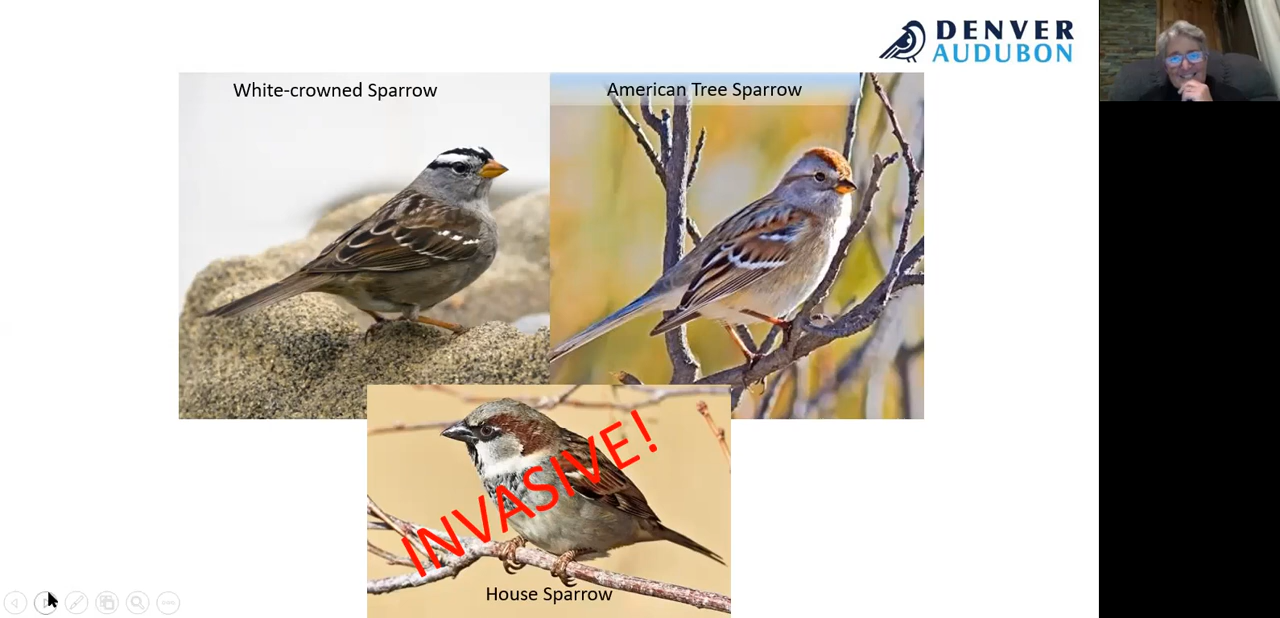 DENVER
AUDUBON
White-crowned Sparrow
American Tree Sparrow
INVASIVE!
House Sparrow